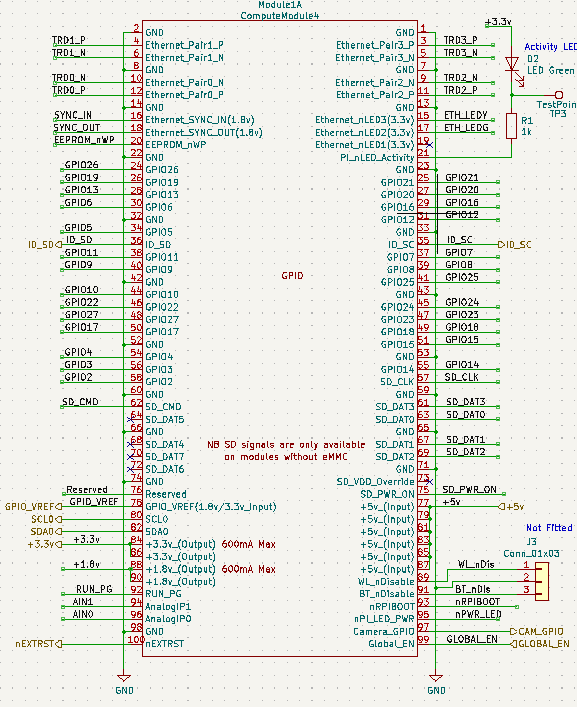 Module1A
ComputeModule4
+3.3v
Activity LED
D2
LED Green
TestPoin
TP3
R1
1k
2 GND GND 1
TRD1_P 4 Ethernet_Pair1_P Ethernet_Pair3_P 3 TRD3_P
TRD1_N 6 Ethernet_Pair1_N Ethernet_Pair3_N 5 TRD3_N
8 GND GND 7
TRD0_N 10 Ethernet_Pair0_N Ethernet_Pair2_N 9 TRD2_N
TRD0_P 12 Ethernet_Pair0_P Ethernet_Pair2_P 11 TRD2_P
14 GND GND 13
SYNC_IN 16 Ethernet_SYNC_IN(1.8v) Ethernet_nLED3(3.3v) 15 ETH_LEDY
SYNC_OUT 18 Ethernet_SYNC_OUT(1.8v) Ethernet_nLED2(3.3v) 17 ETH_LEDG
EEPROM_nWP 20 EEPROM_nWP Ethernet_nLED1(3.3v) 19
22 GND PI_nLED_Activity 21
GPIO26 24 GPIO26 GND 23
GPIO19 26 GPIO19 GPIO21 25 GPIO21
GPIO13 28 GPIO13 GPIO20 27 GPIO20
GPIO6 30 GPIO6 GPIO16 29 GPIO16
32 GND GPIO12 31 GPIO12
GPIO5 34 GPIO5 GND 33
ID_SD ID_SD 36 ID_SD ID_SC 35 ID_SC ID_SC
GPIO11 38 GPIO11 GPIO7 37 GPIO7
GPIO9 40 GPIO9 GPIO8 39 GPIO8
42 GND GPIO25 41 GPIO25
GPIO
GPIO10 44 GPIO10 GND 43
GPIO22 46 GPIO22 GPIO24 45 GPIO24
GPIO27 48 GPIO27 GPIO23 47 GPIO23
GPIO17 50 GPIO17 GPIO18 49 GPIO18
52 GND GPIO15 51 GPIO15
GPIO4 54 GPIO4 GND 53
GPIO3 56 GPIO3 GPIO14 55 GPIO14
GPIO2 58 GPIO2 SD_CLK 57 SD_CLK
60 GND GND 59
SD_CMD 62 SD_CMD SD_DAT3 61 SD_DAT3
64 SD_DAT5 SD_DAT0 63 SD_DAT0
66 GND GND 65
68 SD_DAT4 NB SD signals are only available SD_DAT1 67 SD_DAT1
70 SD_DAT7 on modules without eMMC SD_DAT2 69 SD_DAT2
72 SD_DAT6 GND 71
74 GND SD_VDD_Override 73
Reserved 76 Reserved SD_PWR_ON 75 SD_PWR_ON
GPIO_VREF GPIO_VREF 78 GPIO_VREF(1.8v/3.3v_Input) +5v_(Input) 77 +5v +5v
SCL0 80 SCL0 +5v_(Input) 79
SDA0 82 SDA0 +5v_(Input) 81
+3.3v +3.3v 84 +3.3v_(Output) 600mA Max +5v_(Input) 83
86 +3.3v_(Output) +5v_(Input) 85
+1.8v 88 +1.8v_(Output) 600mA Max +5v_(Input) 87
90 +1.8v_(Output) WL_nDisable 89 WL_nDis
RUN_PG 92 RUN_PG BT_nDisable 91 BT_nDis
AIN1 94 AnalogIP1 nRPIBOOT 93 nRPIBOOT
AIN0 96 AnalogIP0 nPI_LED_PWR 95 nPWR_LED
98 GND Camera_GPIO 97 CAM_GPIO
nEXTRST 100 nEXTRST Global_EN 99 GLOBAL_EN GLOBAL_EN
Not Fitted
J3
Conn_01x03
1
2
3
GND GND